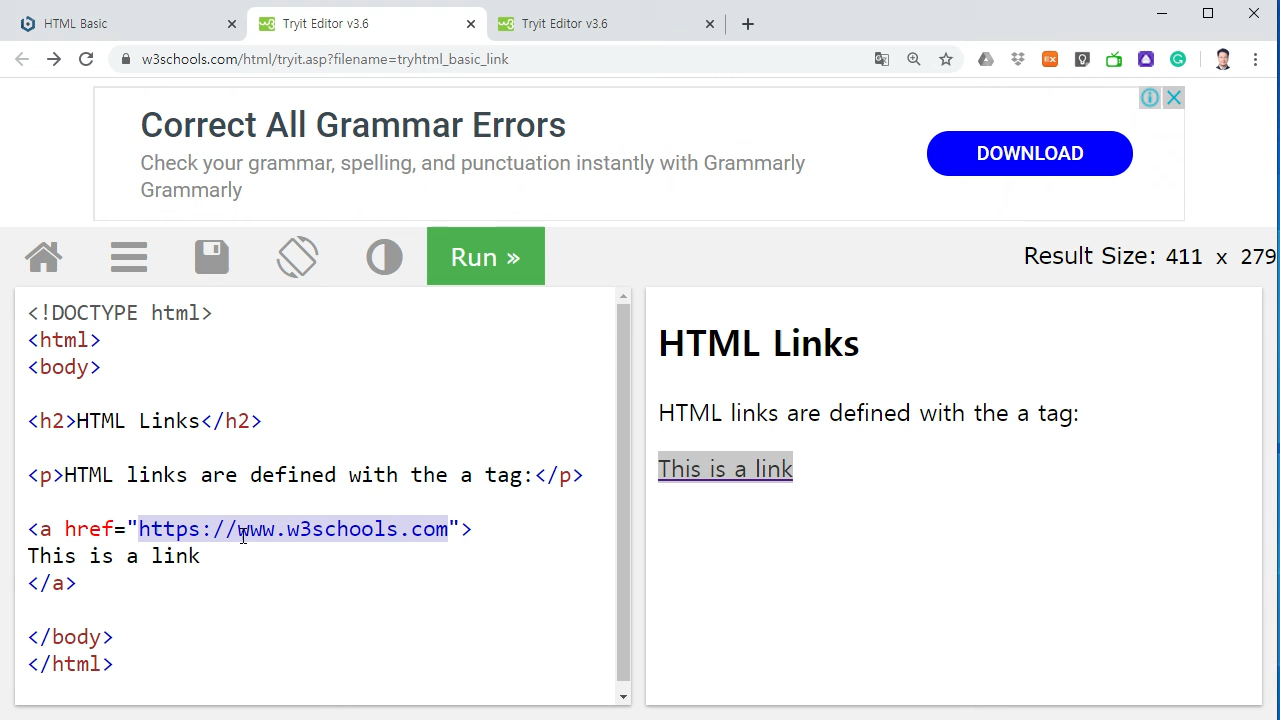 HTML Basic
Tryit Editor v3.6
Tryit Editor v3.6
w3schools.com/html/tryit.asp?filename=tryhtml_basic_link
Correct All Grammar Errors
Check your grammar, spelling, and punctuation instantly with Grammarly
Grammarly
DOWNLOAD
Run »
Result Size: 411 x 279
<!DOCTYPE html>
<html>
<body>
<h2>HTML Links</h2>
<p>HTML links are defined with the a tag:</p>
<a href="https://www.w3schools.com">
This is a link
</a>
</body>
</html>
HTML Links
HTML links are defined with the a tag:
This is a link